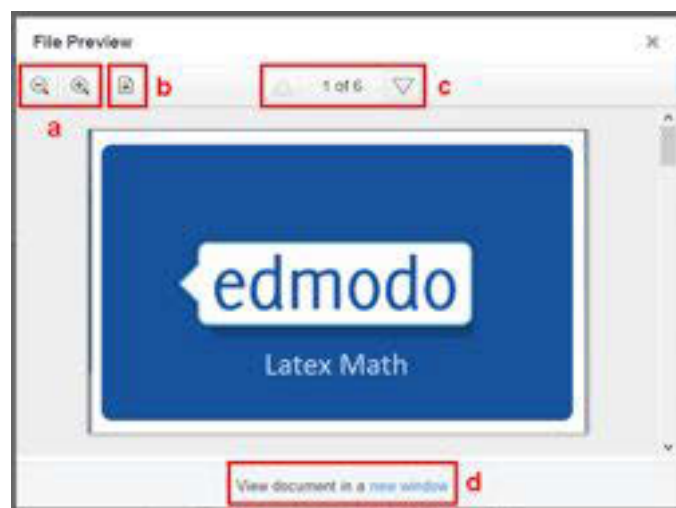 File Preview
b
1 of 6
c
a
edmodo
Latex Math
View document in a new window
d